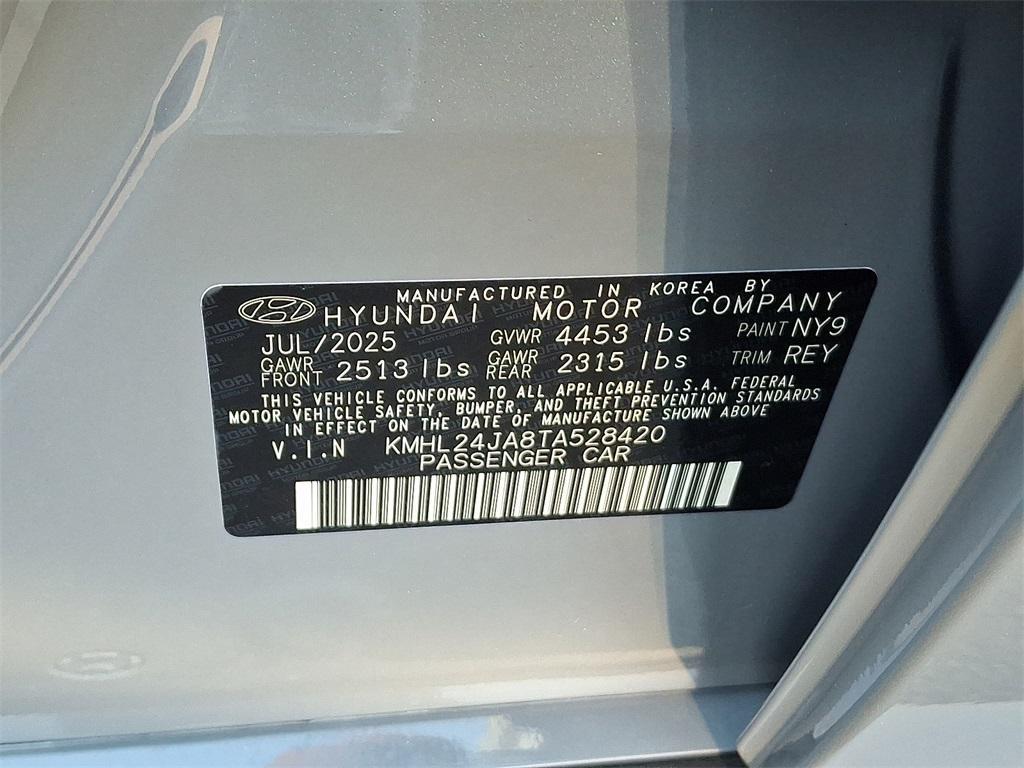 MANUFACTURED IN KOREA BY
HYUNDAI MOTOR COMPANY
JUL/2025 GVWR 4453 lbs PAINT NY9
GAWR FRONT 2513 lbs GAWR REAR 2315 lbs TRIM REY
THIS VEHICLE CONFORMS TO ALL APPLICABLE U.S.A. FEDERAL
MOTOR VEHICLE SAFETY, BUMPER, AND THEFT PREVENTION STANDARDS
IN EFFECT ON THE DATE OF MANUFACTURE SHOWN ABOVE
V.I.N KMHL24JA8TA528420
PASSENGER CAR